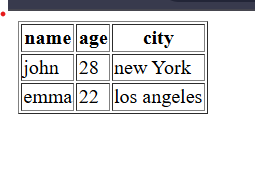 name age city
john 28 new York
emma 22 los angeles